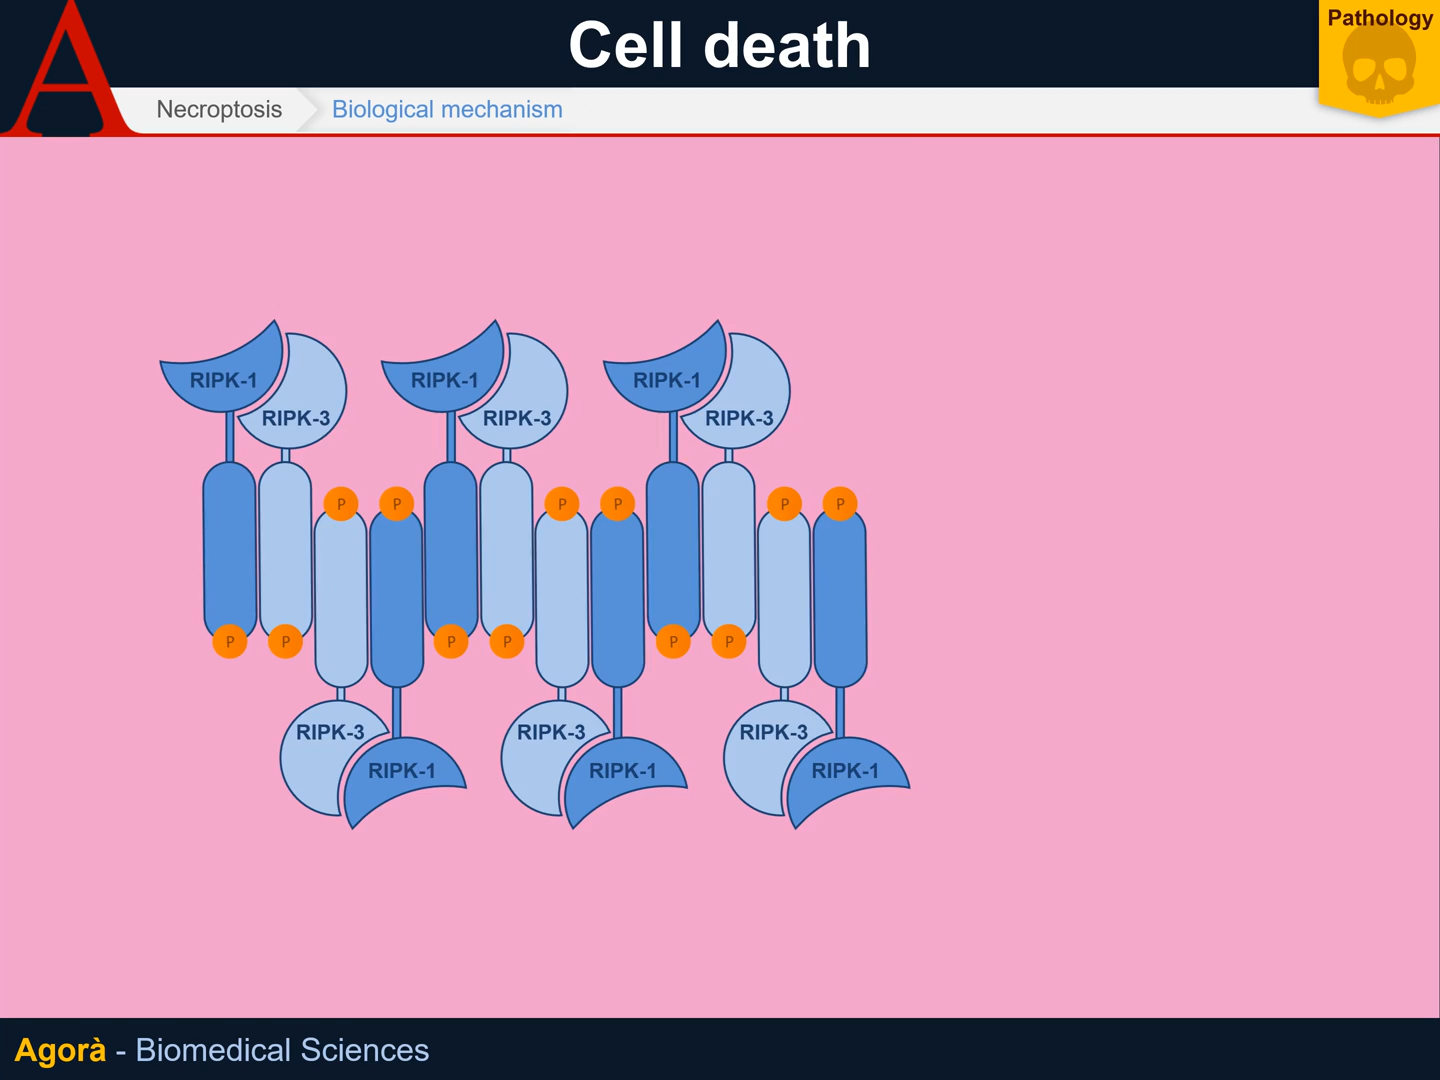 Cell death
Pathology
A
Necroptosis
Biological mechanism
RIPK-1 RIPK-1 RIPK-1
RIPK-3 RIPK-3 RIPK-3
P P P P P P
P P P P P P
RIPK-3 RIPK-3 RIPK-3
RIPK-1 RIPK-1 RIPK-1
Agorà - Biomedical Sciences